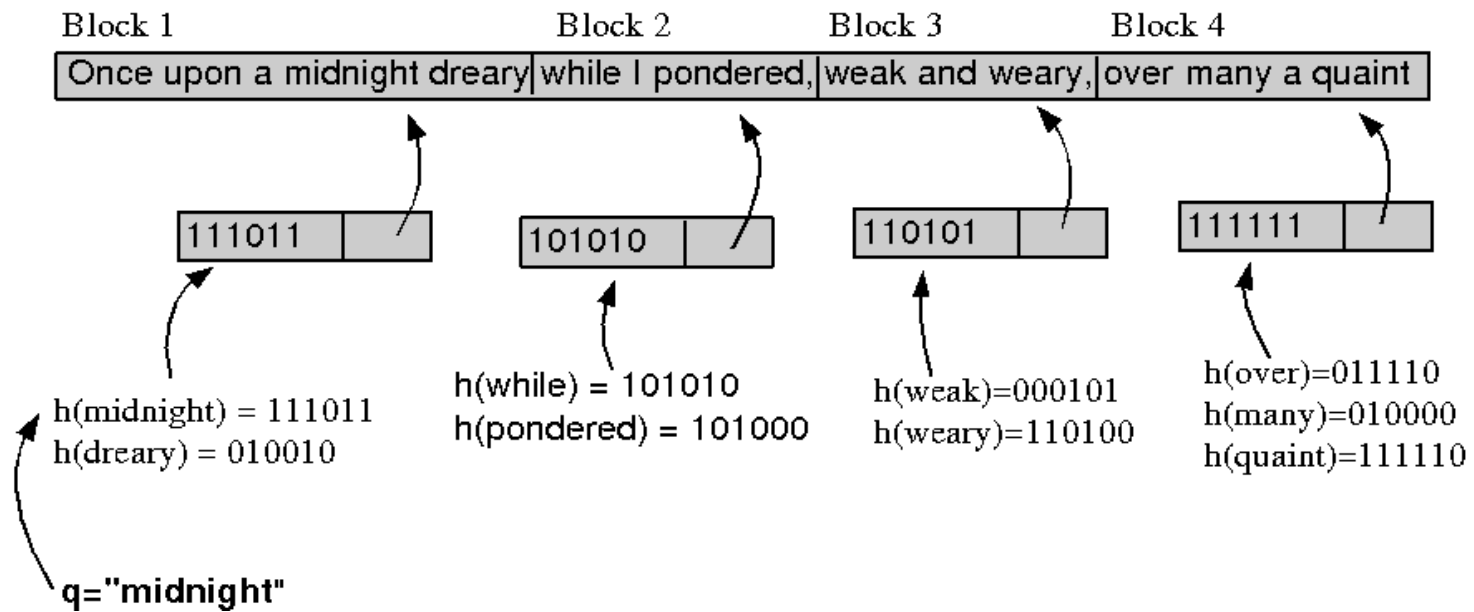 Block 1 Block 2 Block 3 Block 4
Once upon a midnight dreary while I pondered, weak and weary, over many a quaint
111011 101010 110101 111111
h(midnight) = 111011
h(dreary) = 010010
h(while) = 101010
h(pondered) = 101000
h(weak)=000101
h(weary)=110100
h(over)=011110
h(many)=010000
h(quaint)=111110
q="midnight"